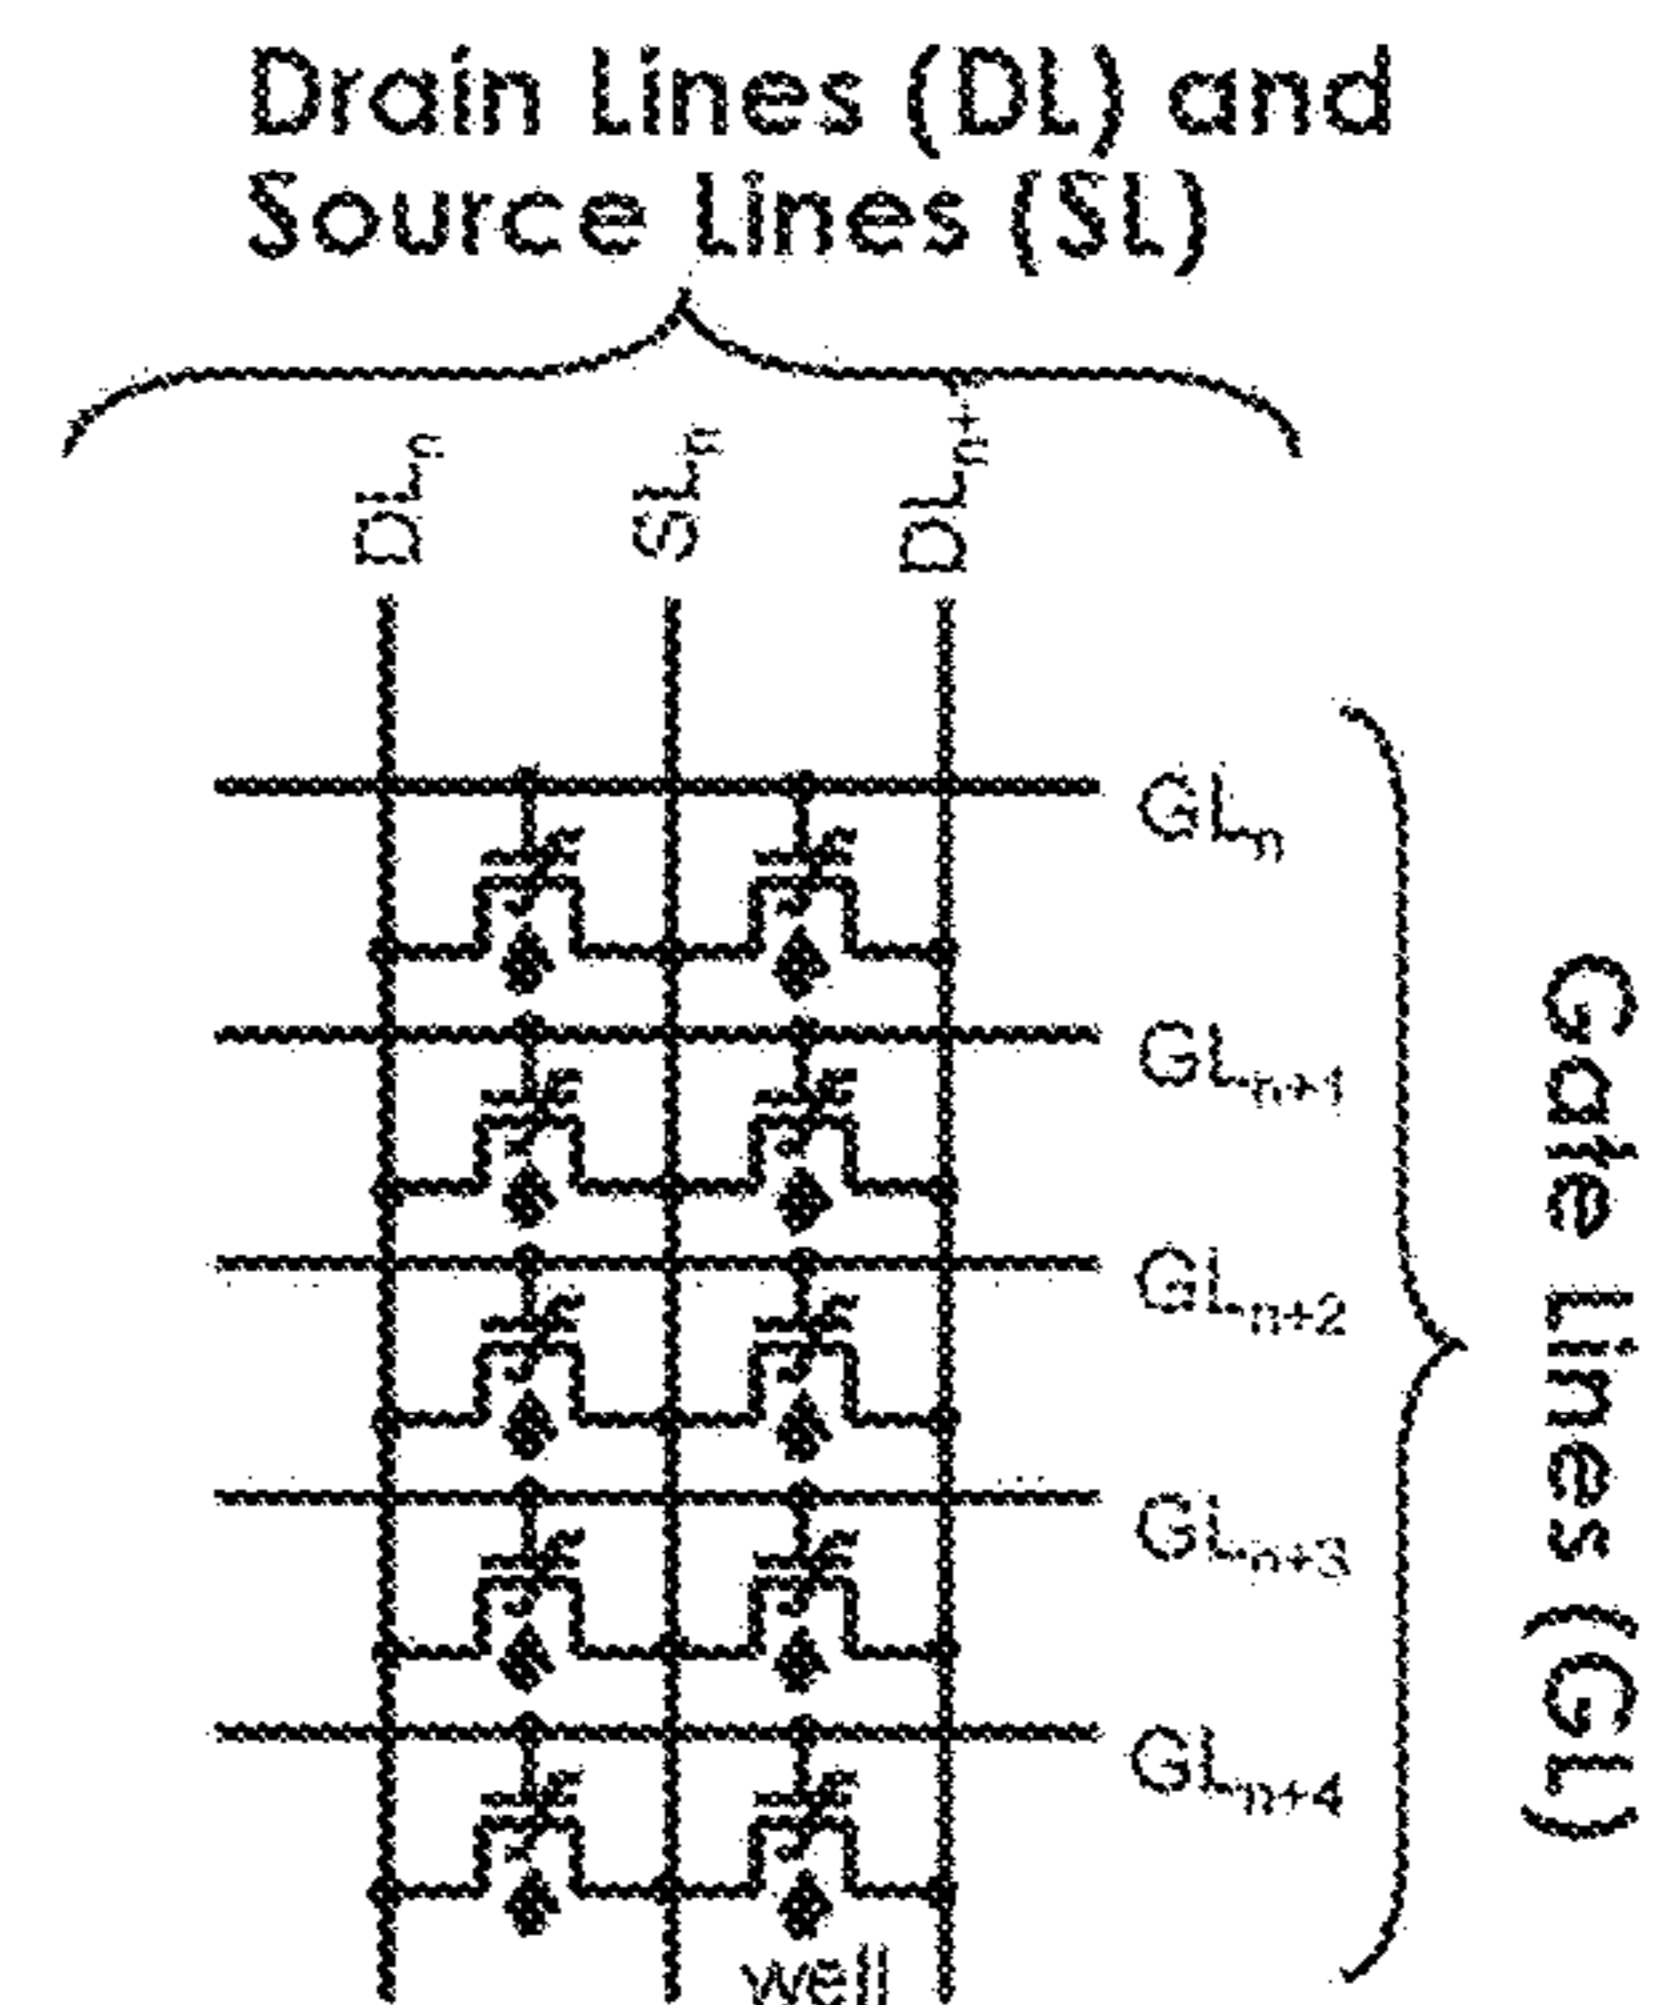 Drain Lines (DL) and
Source Lines (SL)
DLn
SLn
DLn+
GLn
GLn+1
GLn+2
GLn+3
GLn+4
Gate Lines (GL)
well